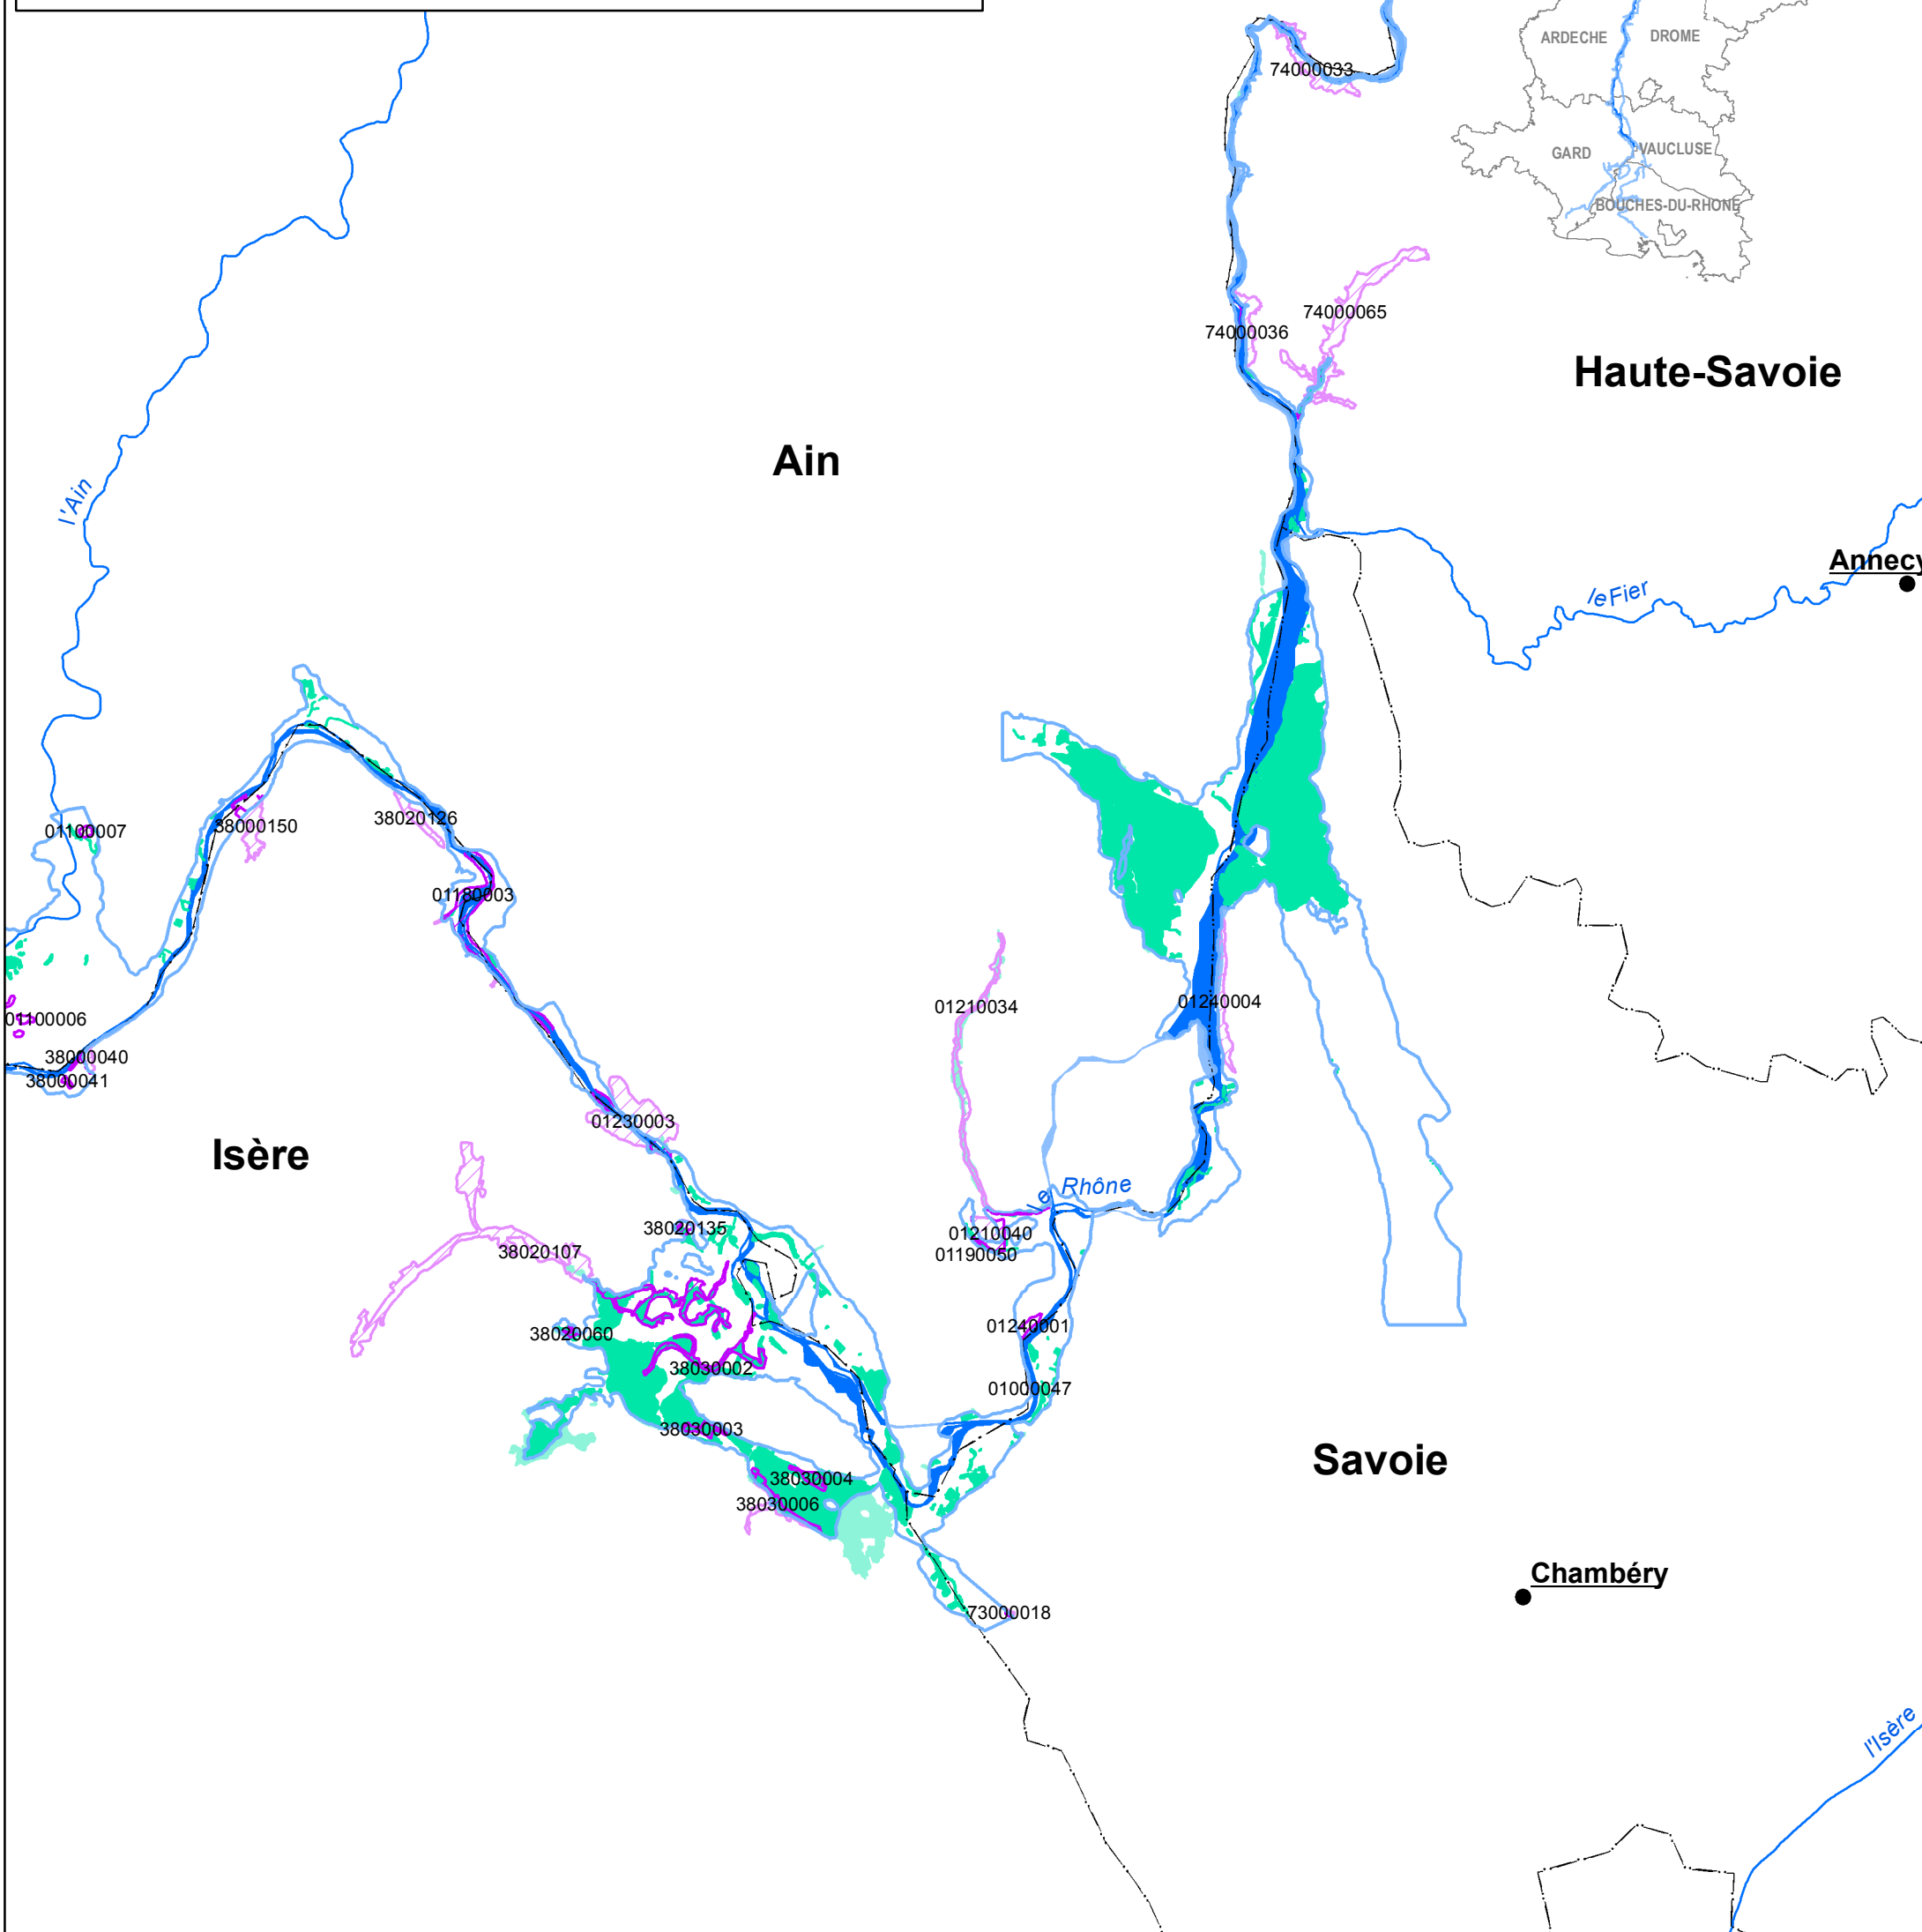 ARDECHE
DROME
74000033
GARD
VAUCLUSE
BOUCHES-DU-RHONE
74000065
74000036
Haute-Savoie
Ain
l'Ain
Annecy
le Fier
01100007
38000150
38020126
01180003
01240004
01210034
01100006
38000040
38000041
01230003
Isère
le Rhône
38020135
01210040
38020107
01190050
01240001
38020060
38030002
01000047
38030003
Savoie
38030004
38030006
Chambéry
73000018
l'Isère